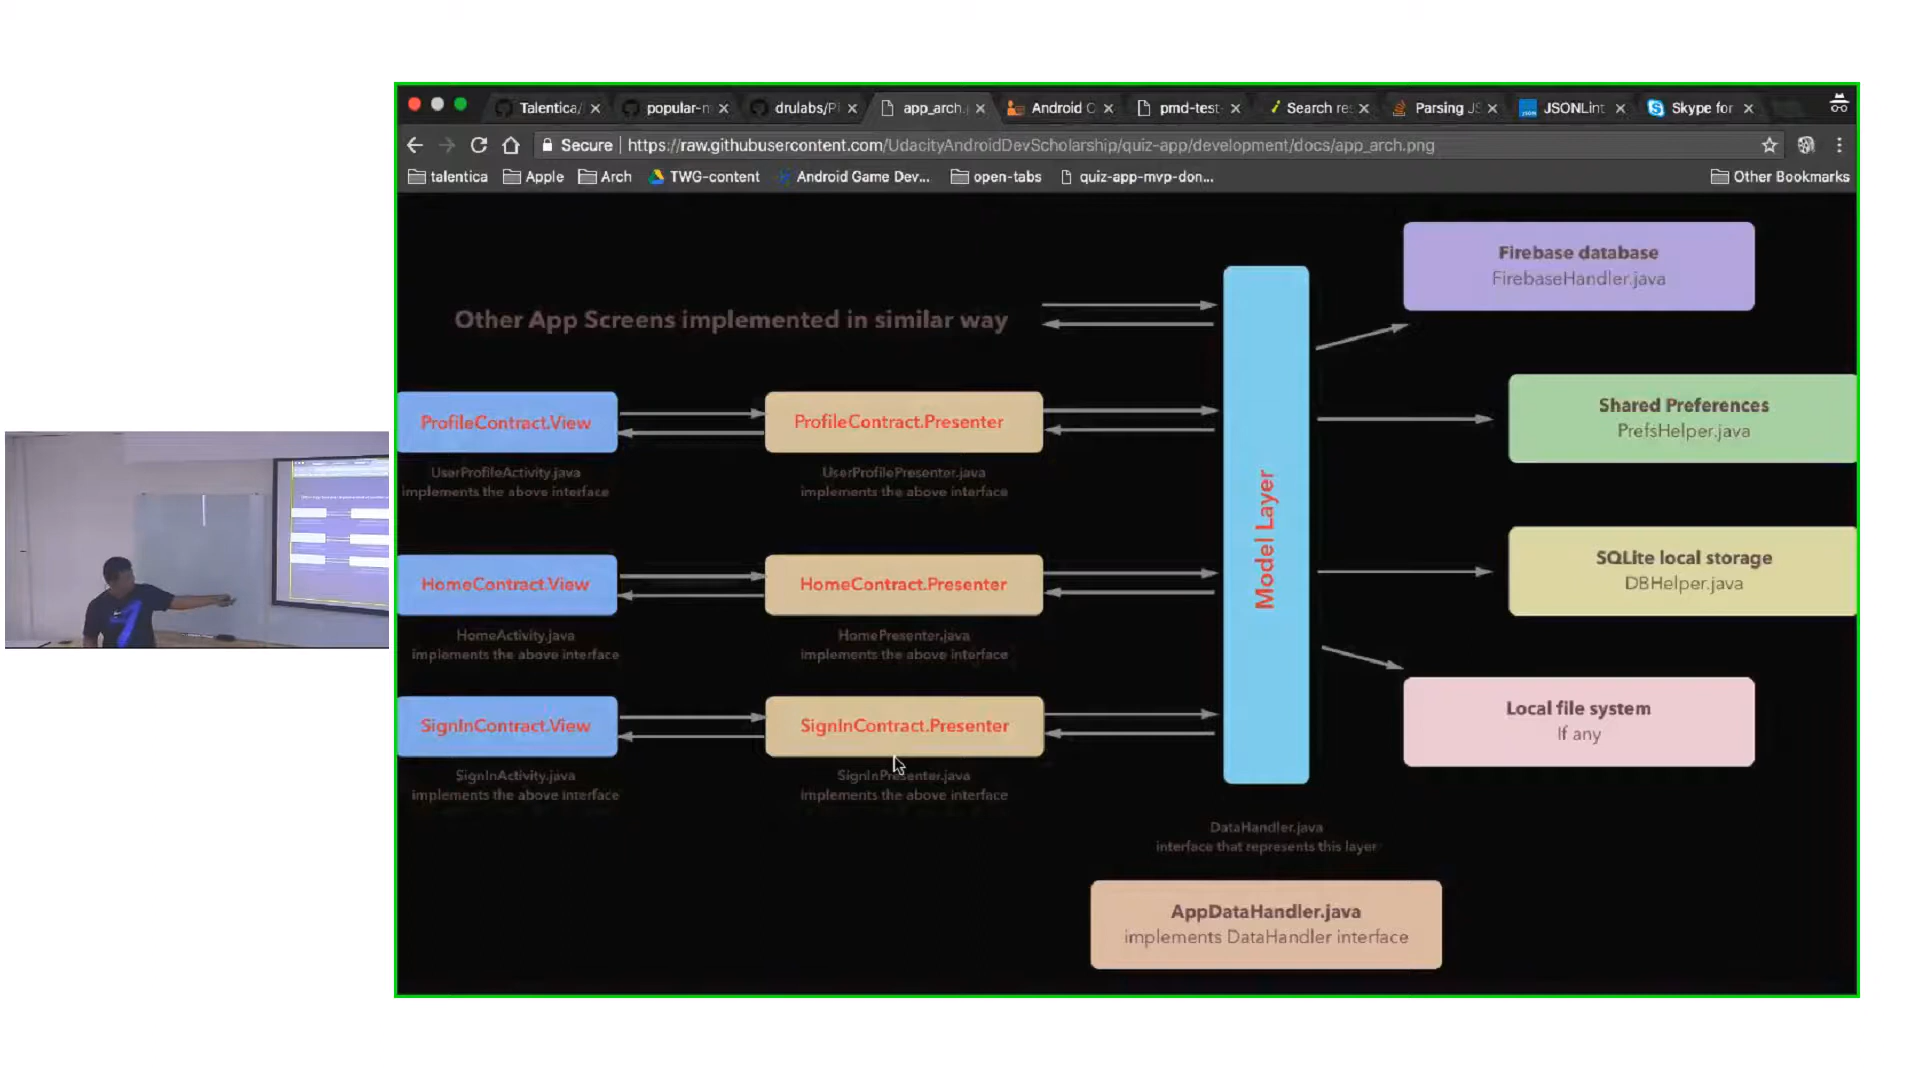 Talentica/
popular-m
drulabs/Pi
app_arch.
Android C
pmd-test-
Search re
Parsing JS
JSONLint
Skype for
Secure
https://raw.githubusercontent.com/UdacityAndroidDevScholarship/quiz-app/development/docs/app_arch.png
talentica
Apple
Arch
TWG-content
Android Game Dev...
open-tabs
quiz-app-mvp-don...
Other Bookmarks
Other App Screens implemented in similar way
ProfileContract.View
UserProfileActivity.java
implements the above interface
ProfileContract.Presenter
UserProfilePresenter.java
implements the above interface
HomeContract.View
HomeActivity.java
implements the above interface
HomeContract.Presenter
HomePresenter.java
implements the above interface
SignInContract.View
SignInActivity.java
implements the above interface
SignInContract.Presenter
SignInPresenter.java
implements the above interface
Model Layer
DataHandler.java
interface that represents this layer
AppDataHandler.java
implements DataHandler interface
Firebase database
FirebaseHandler.java
Shared Preferences
PrefsHelper.java
SQLite local storage
DBHelper.java
Local file system
If any